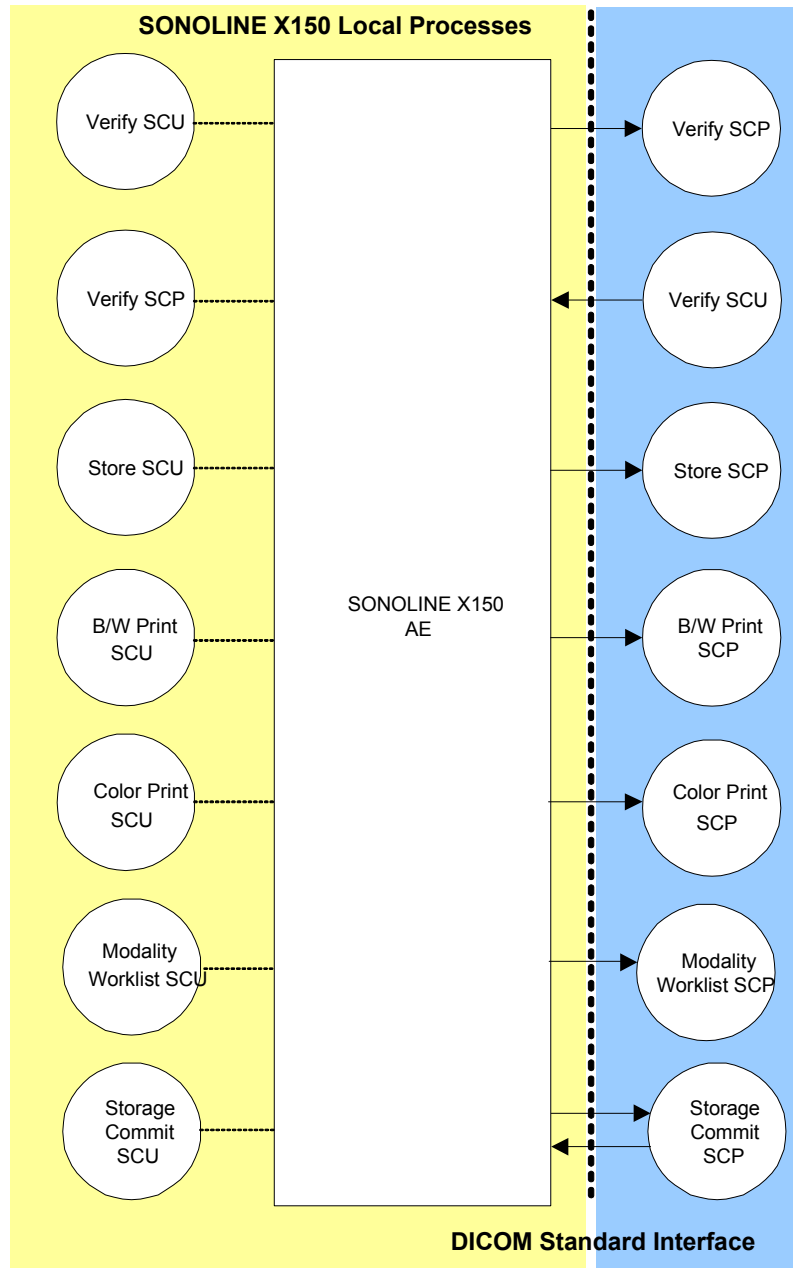 SONOLINE X150 Local Processes
Verify SCU
Verify SCP
Verify SCP
Verify SCU
Store SCU
Store SCP
SONOLINE X150
AE
B/W Print
SCU
B/W Print
SCP
Color Print
SCU
Color Print
SCP
Modality
Worklist SCU
Modality
Worklist SCP
Storage
Commit
SCU
Storage
Commit
SCP
DICOM Standard Interface